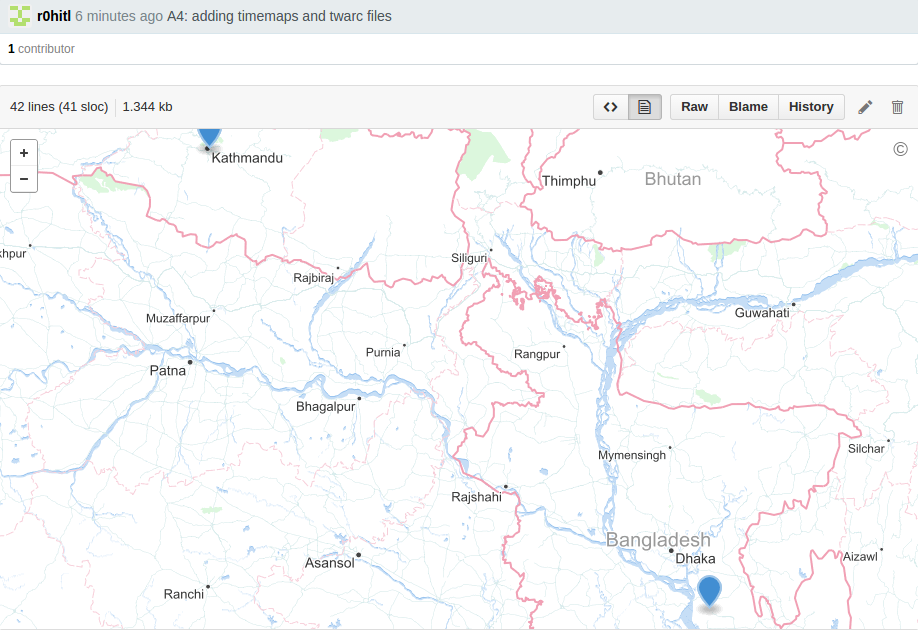 r0hitl 6 minutes ago A4: adding timemaps and twarc files
1 contributor
42 lines (41 sloc) 1.344 kb
<> Raw Blame History
+
−
©
Kathmandu
Thimphu
Bhutan
khpur
Siliguri
Rajbiraj
Muzaffarpur
Guwahati
Purnia
Rangpur
Patna
Bhagalpur
Silchar
Mymensingh
Rajshahi
Bangladesh
Dhaka
Aizawl
Asansol
Ranchi